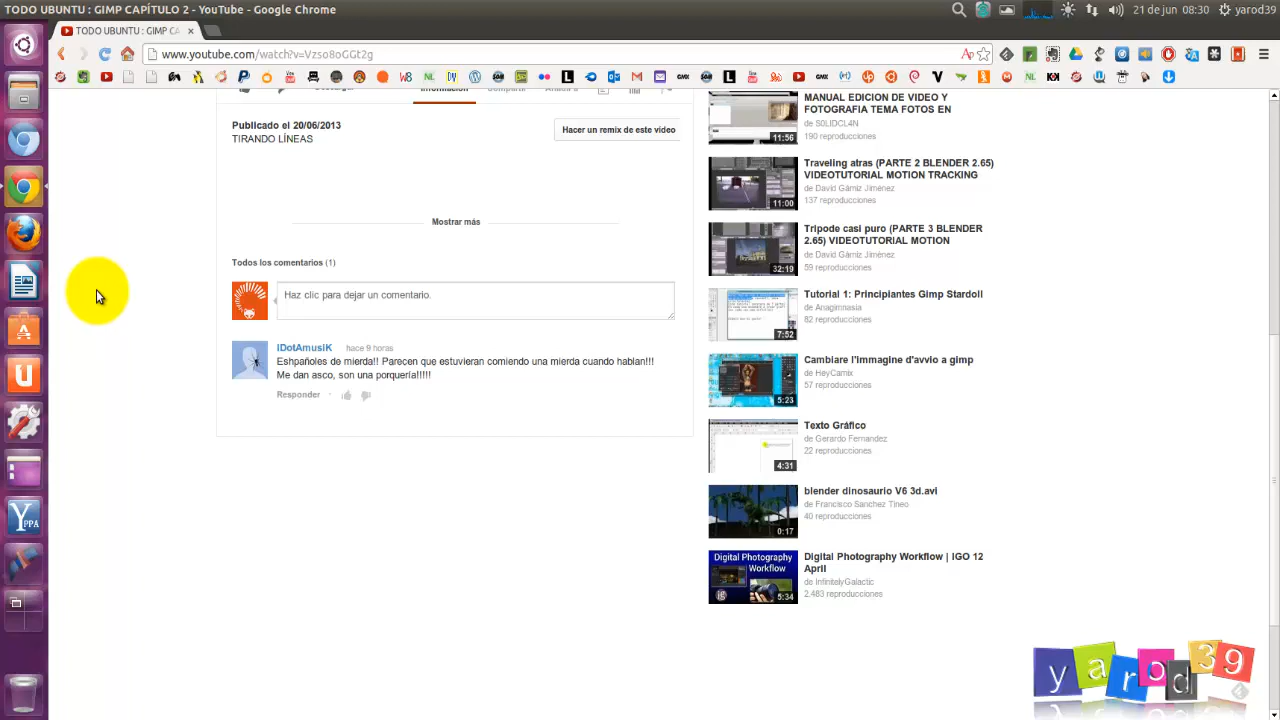 TODO UBUNTU : GIMP CAPÍTULO 2 - YouTube - Google Chrome
21 de jun 08:30
yarod39
TODO UBUNTU : GIMP CA
www.youtube.com/watch?v=Vzso8oGGt2g
Información
Publicado el 20/06/2013
TIRANDO LÍNEAS
Hacer un remix de este video
Mostrar más
Todos los comentarios (1)
Haz clic para dejar un comentario.
iDotAmusiK hace 9 horas
Eshpañoles de mierda!! Parecen que estuvieran comiendo una mierda cuando hablan!!!
Me dan asco, son una porquería!!!!!
Responder
MANUAL EDICION DE VIDEO Y
FOTOGRAFIA TEMA FOTOS EN
de S0LIDCL4N
190 reproducciones
11:56
Traveling atras (PARTE 2 BLENDER 2.65)
VIDEOTUTORIAL MOTION TRACKING
de David Gámiz Jiménez
137 reproducciones
11:00
Tripode casi puro (PARTE 3 BLENDER
2.65) VIDEOTUTORIAL MOTION
de David Gámiz Jiménez
59 reproducciones
32:19
Tutorial 1: Principiantes Gimp Stardoll
de Anagimnasia
82 reproducciones
7:52
Cambiare l'immagine d'avvio a gimp
de HeyCamix
57 reproducciones
5:23
Texto Gráfico
de Gerardo Fernandez
22 reproducciones
4:31
blender dinosaurio V6 3d.avi
de Francisco Sanchez Tineo
40 reproducciones
0:17
Digital Photography Workflow | IGO 12
April
de InfinitelyGalactic
2.483 reproducciones
Digital Photography
Workflow
5:34
yarod39